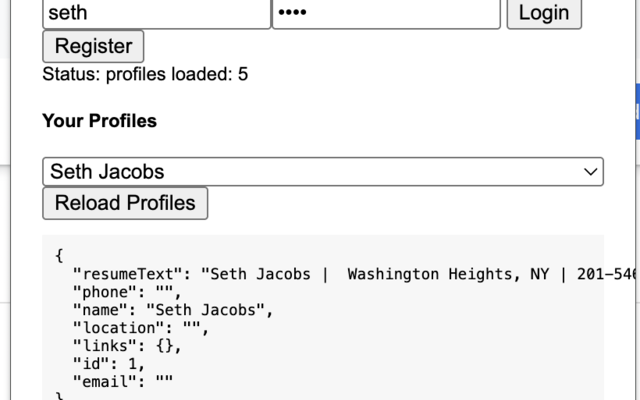 seth •••• Login
Register
Status: profiles loaded: 5
Your Profiles
Seth Jacobs
Reload Profiles
{
"resumeText": "Seth Jacobs | Washington Heights, NY | 201-546
"phone": "",
"name": "Seth Jacobs",
"location": "",
"links": {},
"id": 1,
"email": ""
}